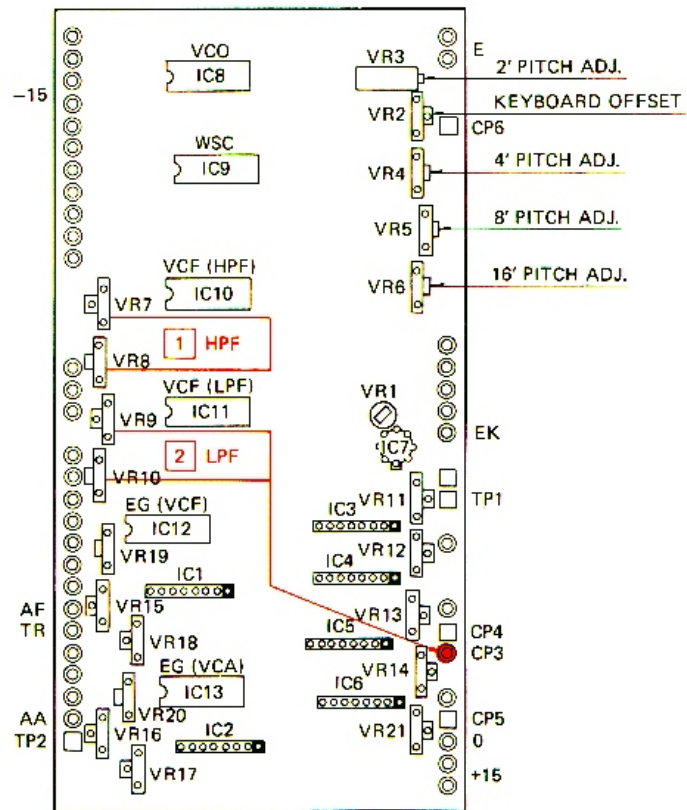 VCO
IC8
VR3
E
2' PITCH ADJ.
-15
VR2
KEYBOARD OFFSET
CP6
WSC
IC9
VR4
4' PITCH ADJ.
VR5
8' PITCH ADJ.
VCF (HPF)
IC10
VR6
16' PITCH ADJ.
VR7
1 HPF
VR8
VCF (LPF)
IC11
VR1
VR9
EK
IC7
2 LPF
VR10
VR11
TP1
EG (VCF)
IC12
IC3
VR19
VR12
IC4
IC1
AF
TR
VR15
VR13
VR18
IC5
CP4
CP3
EG (VCA)
IC13
VR14
IC6
VR20
AA
TP2
VR16
IC2
VR21
CP5
0
VR17
+15